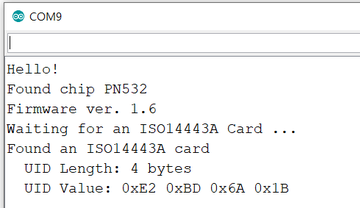 COM9
Hello!
Found chip PN532
Firmware ver. 1.6
Waiting for an ISO14443A Card ...
Found an ISO14443A card
  UID Length: 4 bytes
  UID Value: 0xE2 0xBD 0x6A 0x1B